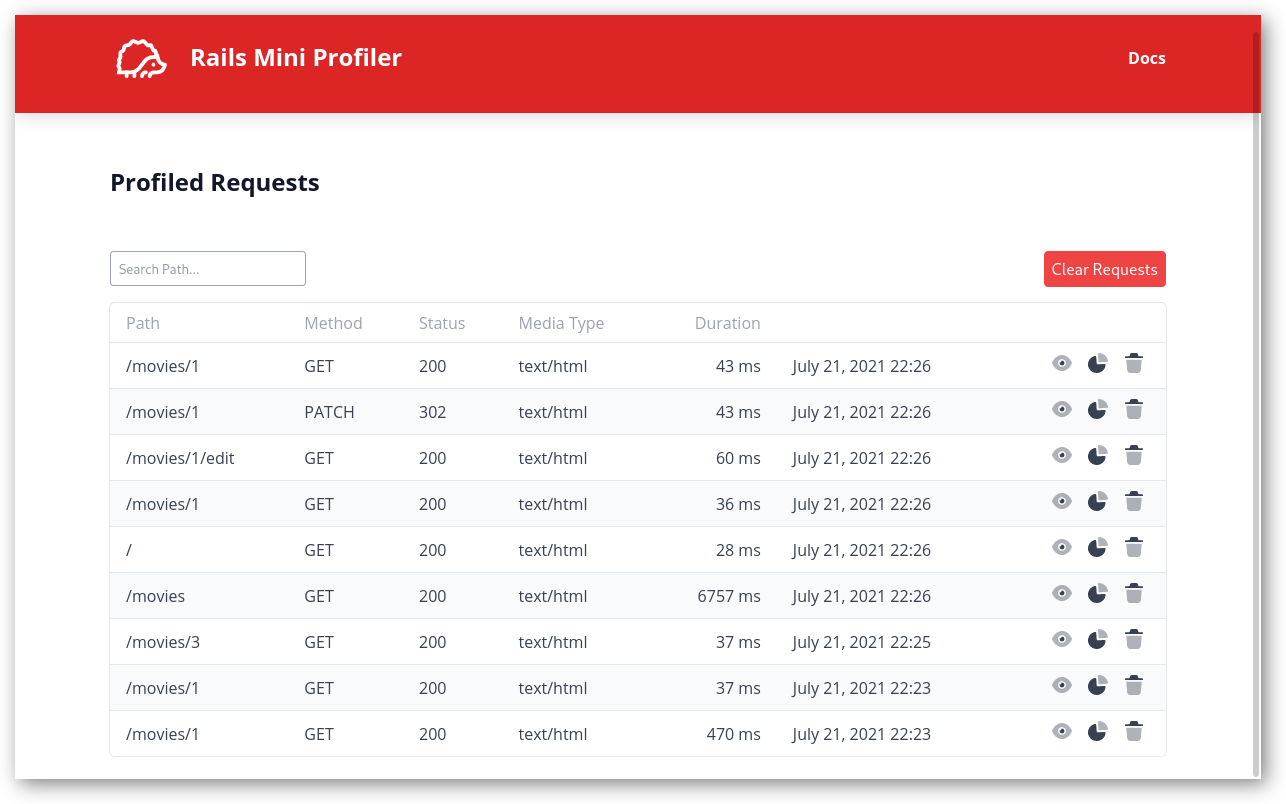 Rails Mini Profiler Docs
Profiled Requests
Search Path... Clear Requests
Path Method Status Media Type Duration
/movies/1 GET 200 text/html 43 ms July 21, 2021 22:26
/movies/1 PATCH 302 text/html 43 ms July 21, 2021 22:26
/movies/1/edit GET 200 text/html 60 ms July 21, 2021 22:26
/movies/1 GET 200 text/html 36 ms July 21, 2021 22:26
/ GET 200 text/html 28 ms July 21, 2021 22:26
/movies GET 200 text/html 6757 ms July 21, 2021 22:26
/movies/3 GET 200 text/html 37 ms July 21, 2021 22:25
/movies/1 GET 200 text/html 37 ms July 21, 2021 22:23
/movies/1 GET 200 text/html 470 ms July 21, 2021 22:23